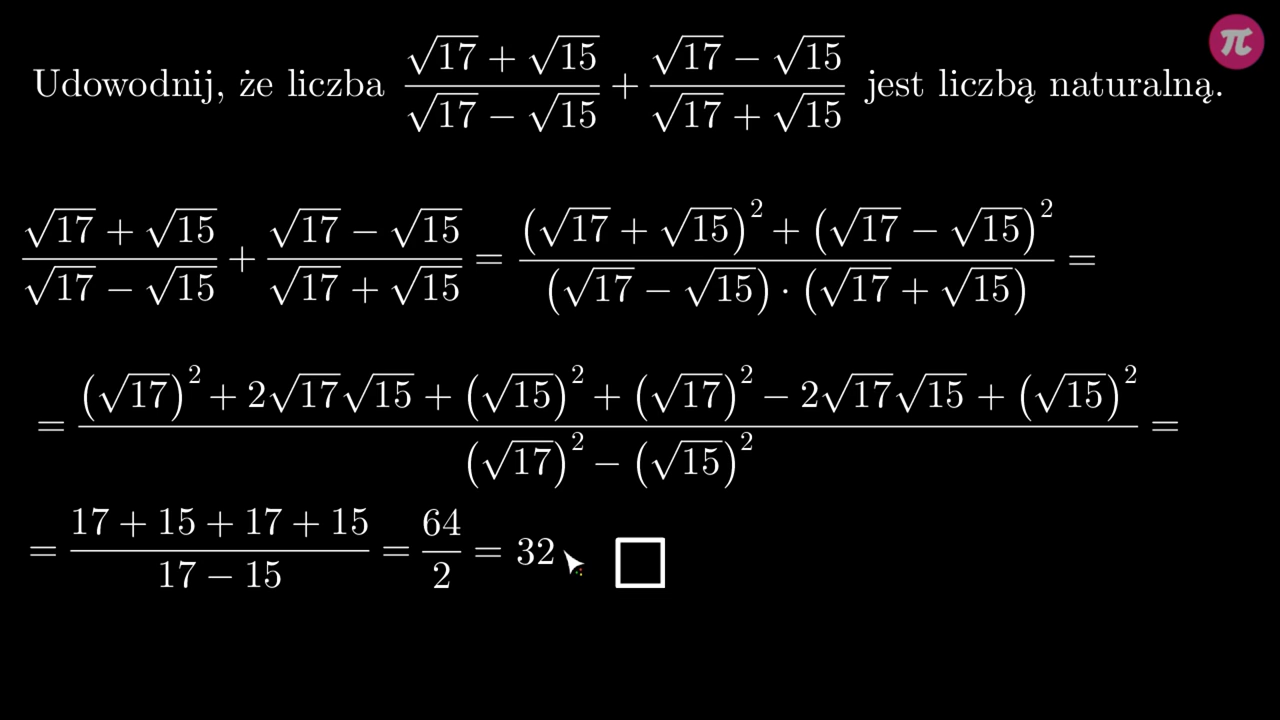 π
Udowodnij, że liczba (√17 + √15)/(√17 − √15) + (√17 − √15)/(√17 + √15) jest liczbą naturalną.
(√17 + √15)/(√17 − √15) + (√17 − √15)/(√17 + √15) = ((√17 + √15)² + (√17 − √15)²)/((√17 − √15) · (√17 + √15)) =
= ((√17)² + 2√17√15 + (√15)² + (√17)² − 2√17√15 + (√15)²)/((√17)² − (√15)²) =
= (17 + 15 + 17 + 15)/(17 − 15) = 64/2 = 32 □